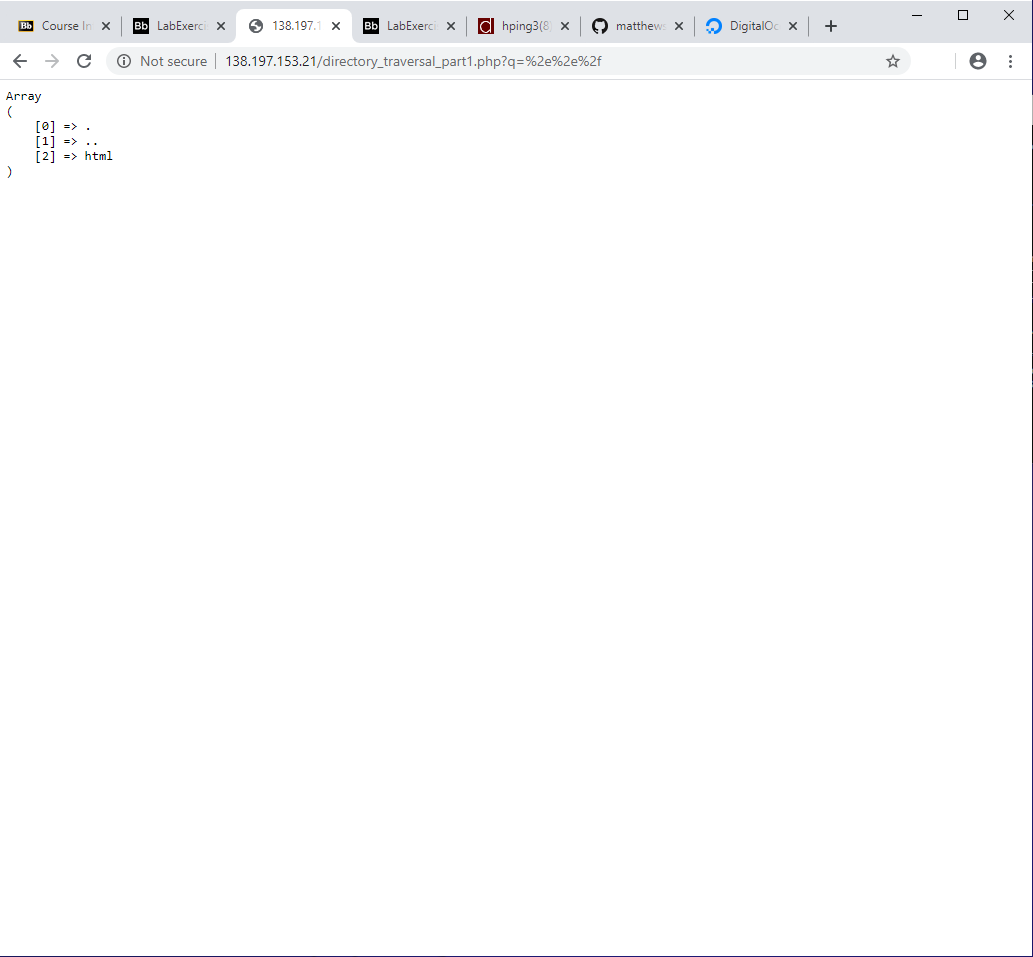 Bb Course In
Bb LabExerci
138.197.1
Bb LabExerci
hping3(8)
matthews
DigitalOc
Not secure 138.197.153.21/directory_traversal_part1.php?q=%2e%2e%2f
Array
(
[0] => .
[1] => ..
[2] => html
)